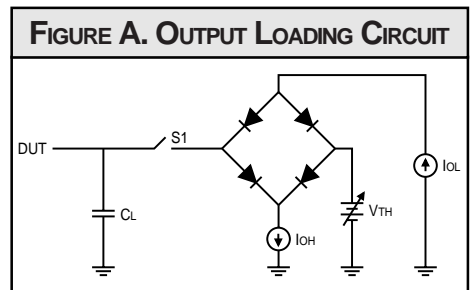 FIGURE A. OUTPUT LOADING CIRCUIT
DUT
S1
IOL
CL
VTH
IOH